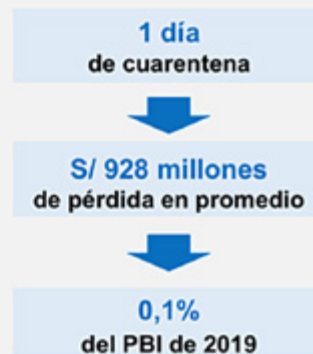 1 día
de cuarentena
S/ 928 millones
de pérdida en promedio
0,1%
del PBI de 2019